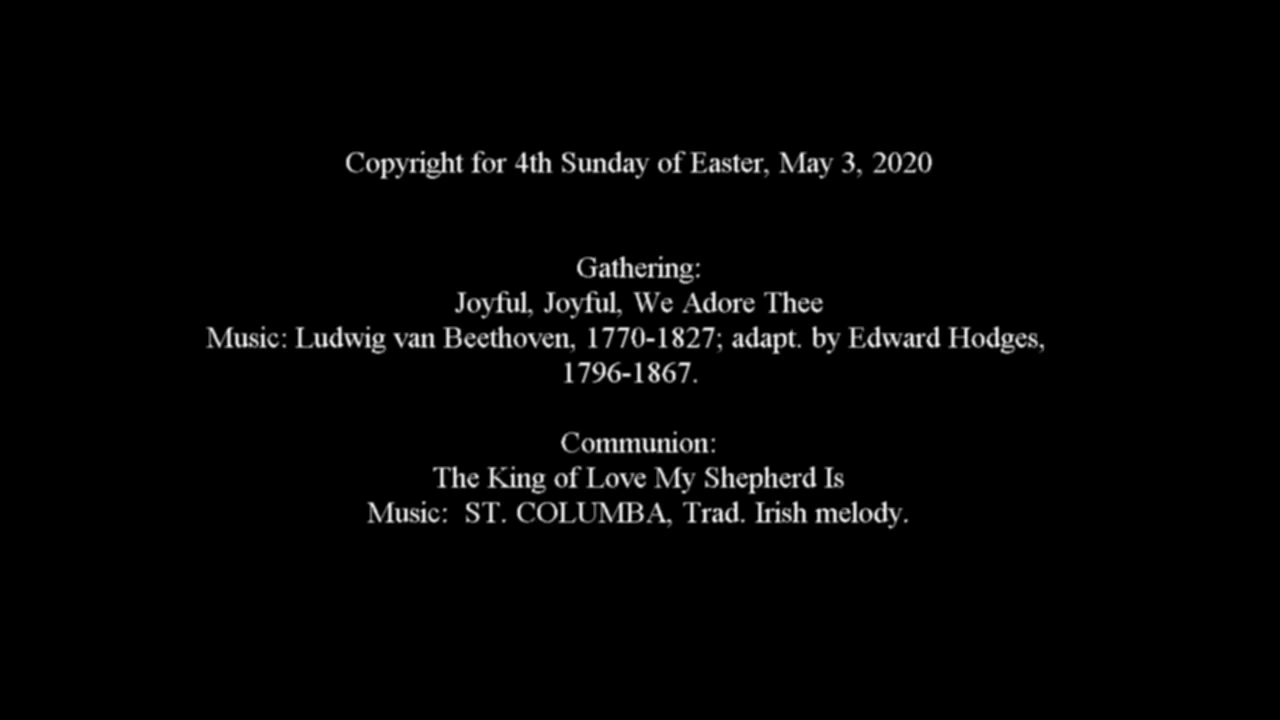 Copyright for 4th Sunday of Easter, May 3, 2020
Gathering:
Joyful, Joyful, We Adore Thee
Music: Ludwig van Beethoven, 1770-1827; adapt. by Edward Hodges,
1796-1867.
Communion:
The King of Love My Shepherd Is
Music:  ST. COLUMBA, Trad. Irish melody.